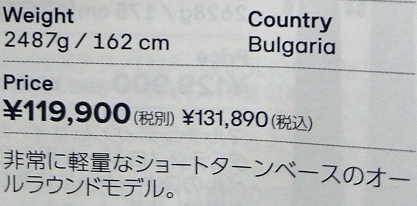 Weight
Country
2487g / 162 cm
Bulgaria
Price
¥119,900(税別) ¥131,890(税込)
非常に軽量なショートターンベースのオー
ルラウンドモデル。